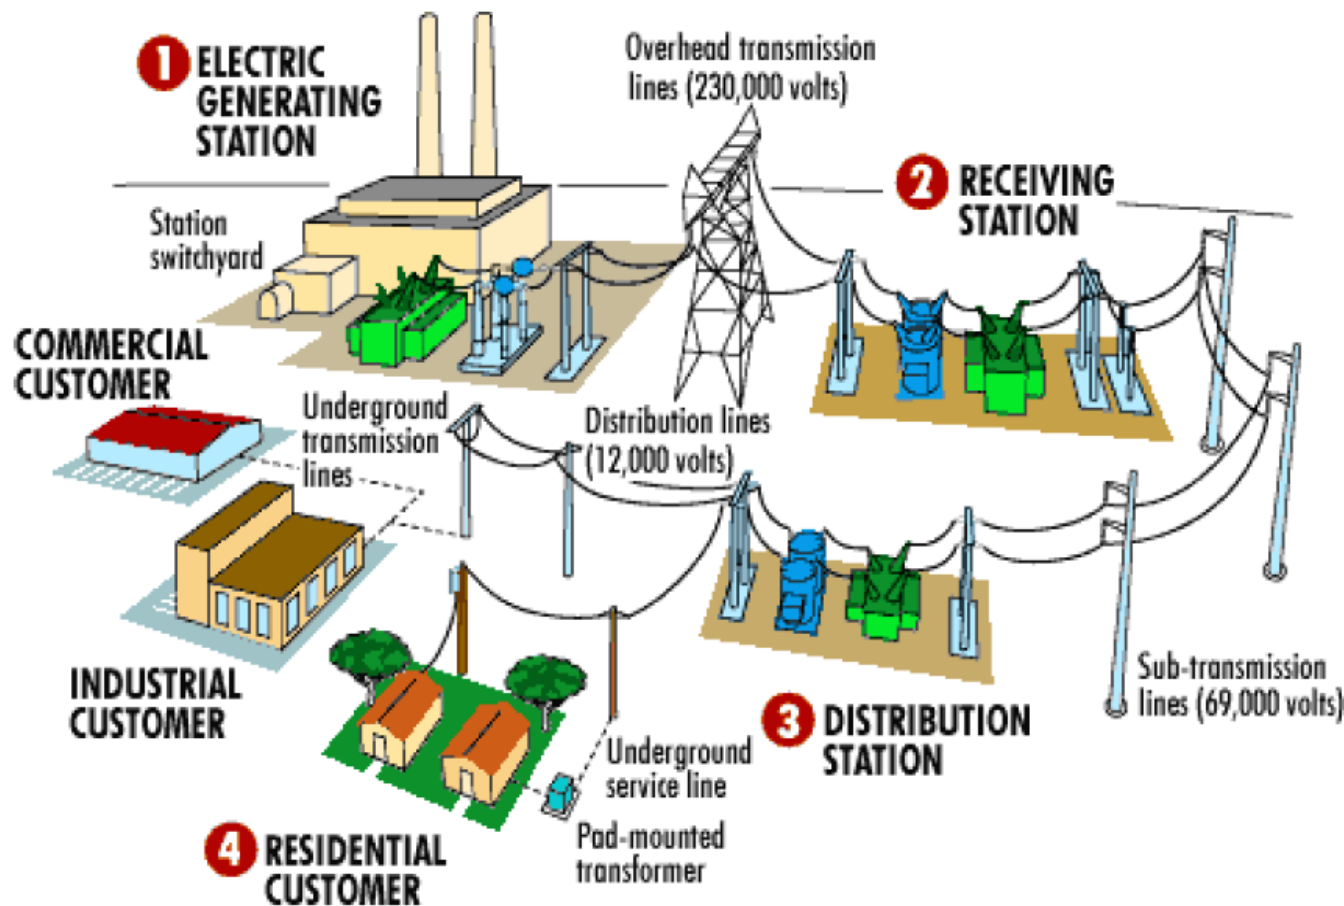 1 ELECTRIC
GENERATING
STATION
Overhead transmission
lines (230,000 volts)
2 RECEIVING
STATION
Station
switchyard
COMMERCIAL
CUSTOMER
Underground
transmission
lines
Distribution lines
(12,000 volts)
INDUSTRIAL
CUSTOMER
Sub-transmission
lines (69,000 volts)
3 DISTRIBUTION
STATION
Underground
service line
Pad-mounted
transformer
4 RESIDENTIAL
CUSTOMER